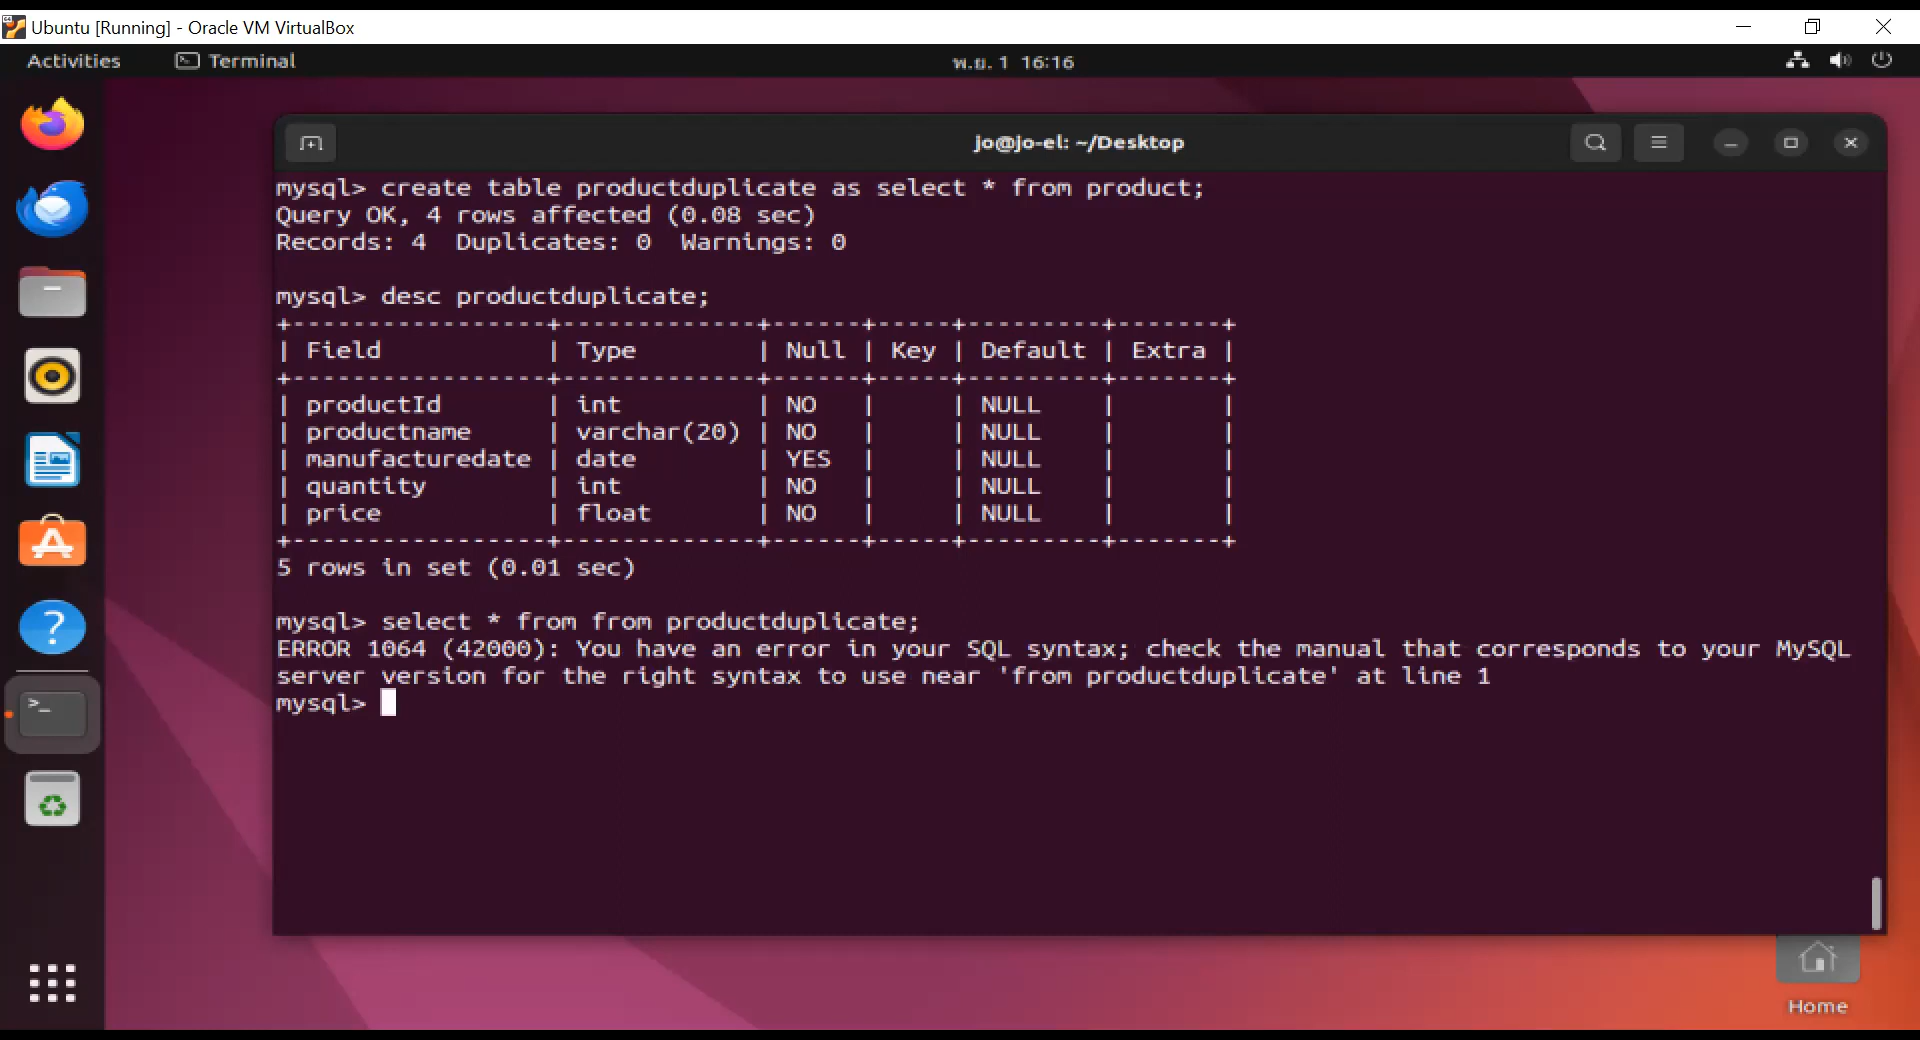 Ubuntu [Running] - Oracle VM VirtualBox
Activities Terminal พ.ย. 1 16:16
jo@jo-el: ~/Desktop
mysql> create table productduplicate as select * from product;
Query OK, 4 rows affected (0.08 sec)
Records: 4  Duplicates: 0  Warnings: 0
mysql> desc productduplicate;
+------------------+-------------+------+-----+---------+-------+
| Field            | Type        | Null | Key | Default | Extra |
+------------------+-------------+------+-----+---------+-------+
| productId        | int         | NO   |     | NULL    |       |
| productname      | varchar(20) | NO   |     | NULL    |       |
| manufacturedate  | date        | YES  |     | NULL    |       |
| quantity         | int         | NO   |     | NULL    |       |
| price            | float       | NO   |     | NULL    |       |
+------------------+-------------+------+-----+---------+-------+
5 rows in set (0.01 sec)
mysql> select * from from productduplicate;
ERROR 1064 (42000): You have an error in your SQL syntax; check the manual that corresponds to your MySQL
server version for the right syntax to use near 'from productduplicate' at line 1
mysql>
Home